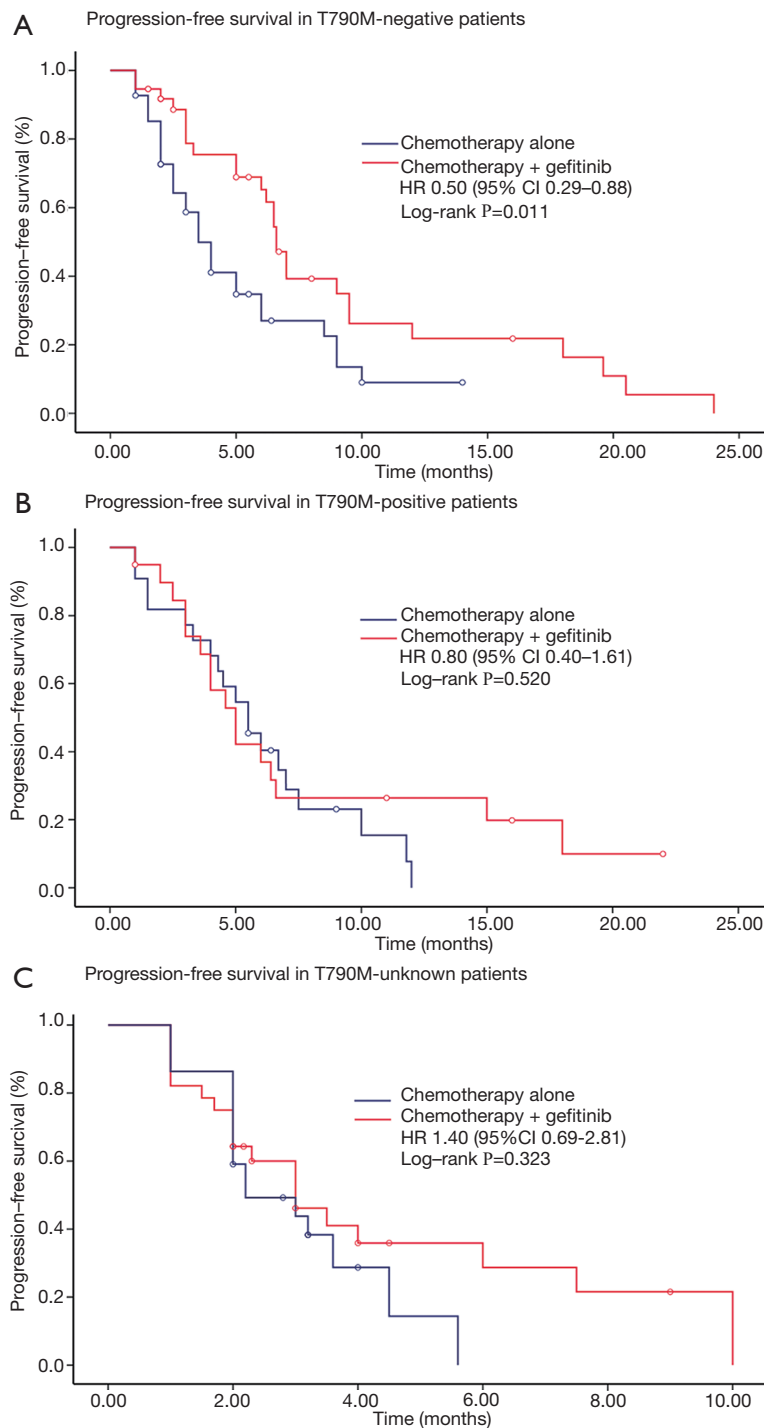 A
Progression-free survival in T790M-negative patients
Progression–free survival (%)
1.0
0.8
0.6
0.4
0.2
0.0
Chemotherapy alone
Chemotherapy + gefitinib
HR 0.50 (95% CI 0.29–0.88)
Log-rank P=0.011
0.00 5.00 10.00 15.00 20.00 25.00
Time (months)
B
Progression-free survival in T790M-positive patients
Progression–free survival (%)
1.0
0.8
0.6
0.4
0.2
0.0
Chemotherapy alone
Chemotherapy + gefitinib
HR 0.80 (95% CI 0.40–1.61)
Log–rank P=0.520
0.00 5.00 10.00 15.00 20.00 25.00
Time (months)
C
Progression-free survival in T790M-unknown patients
Progression–free surcival (%)
1.0
0.8
0.6
0.4
0.2
0.0
Chemotherapy alone
Chemotherapy + gefitinib
HR 1.40 (95%CI 0.69-2.81)
Log–rank P=0.323
0.00 2.00 4.00 6.00 8.00 10.00
Time (months)